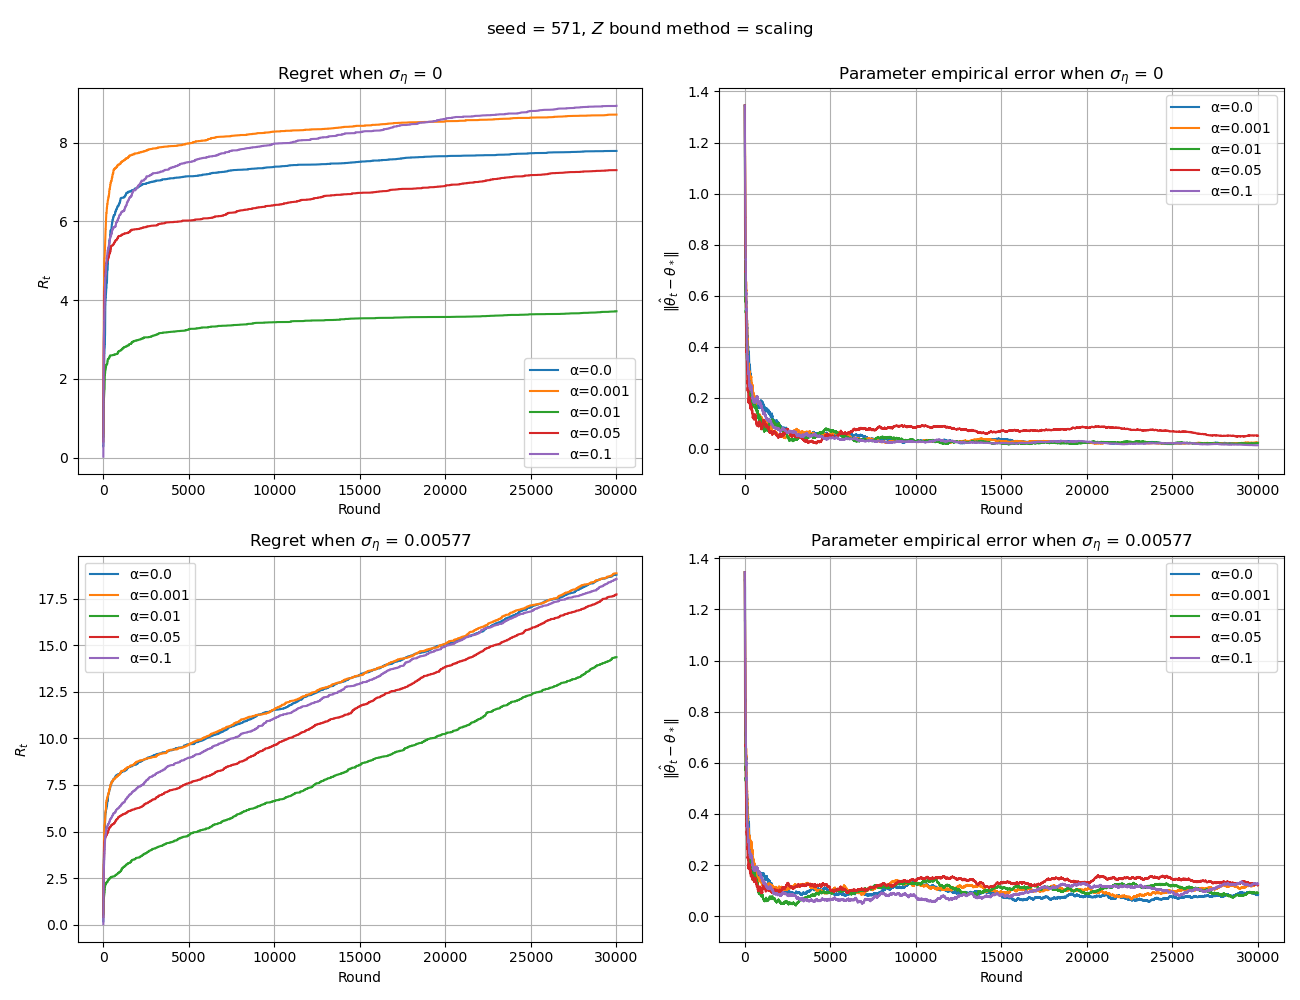 seed = 571, Z bound method = scaling
Regret when σ_η = 0
R_t
8
6
4
2
0
0 5000 10000 15000 20000 25000 30000
Round
α=0.0
α=0.001
α=0.01
α=0.05
α=0.1
Parameter empirical error when σ_η = 0
‖θ̂_t − θ_*‖
1.4
1.2
1.0
0.8
0.6
0.4
0.2
0.0
0 5000 10000 15000 20000 25000 30000
Round
α=0.0
α=0.001
α=0.01
α=0.05
α=0.1
Regret when σ_η = 0.00577
R_t
17.5
15.0
12.5
10.0
7.5
5.0
2.5
0.0
0 5000 10000 15000 20000 25000 30000
Round
α=0.0
α=0.001
α=0.01
α=0.05
α=0.1
Parameter empirical error when σ_η = 0.00577
‖θ̂_t − θ_*‖
1.4
1.2
1.0
0.8
0.6
0.4
0.2
0.0
0 5000 10000 15000 20000 25000 30000
Round
α=0.0
α=0.001
α=0.01
α=0.05
α=0.1